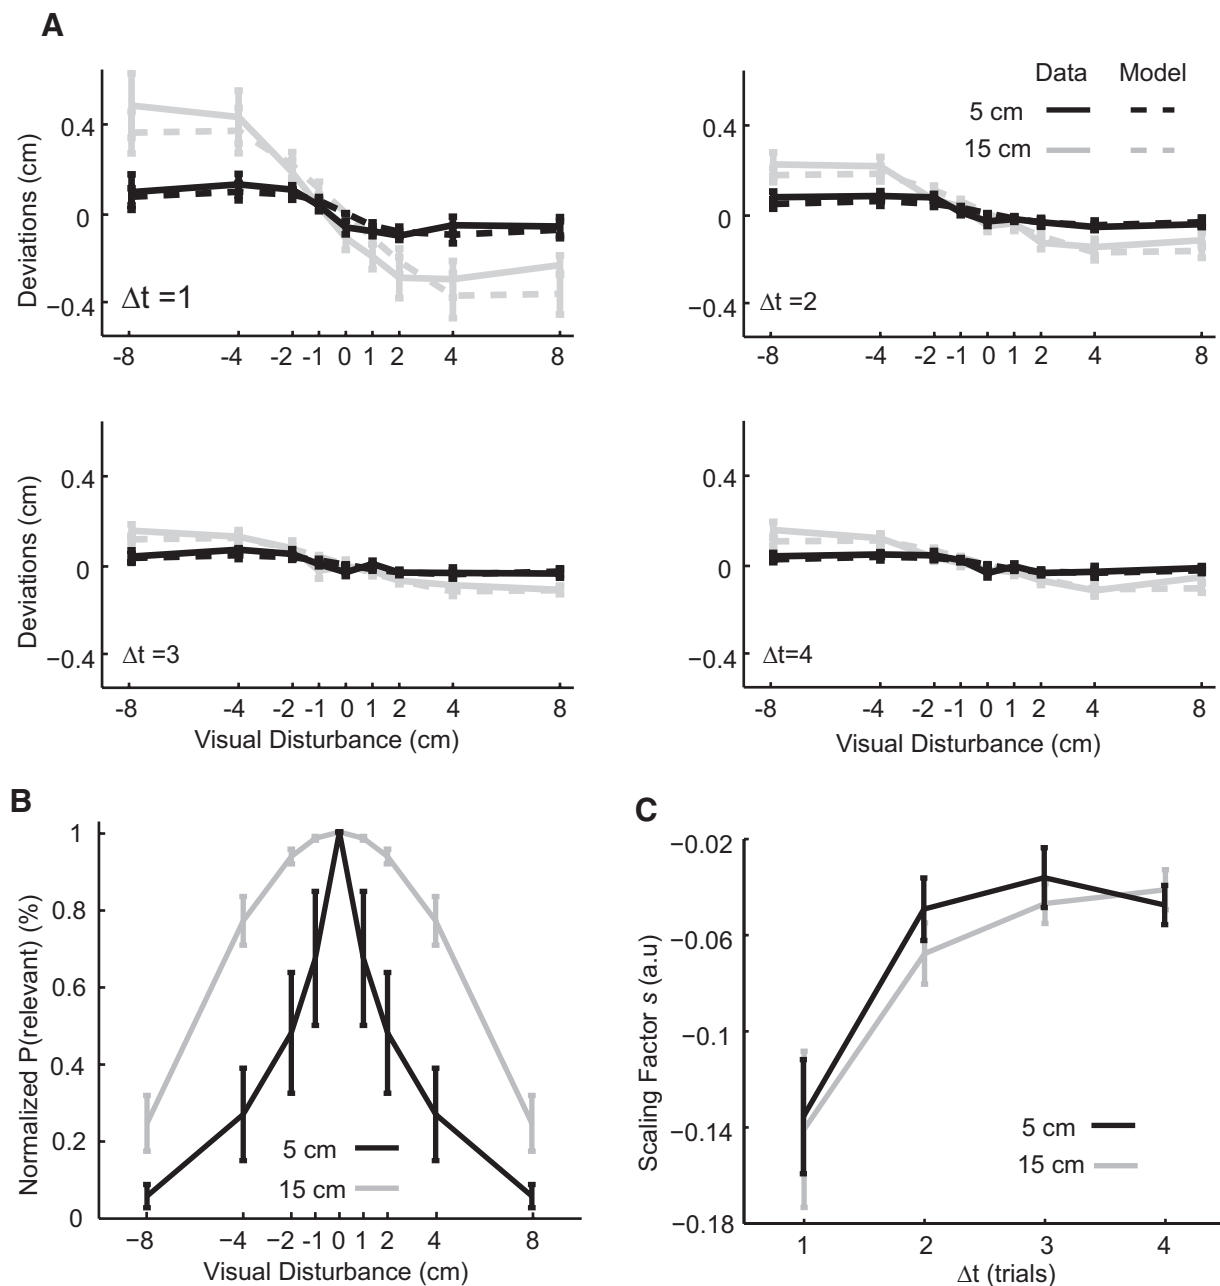 A
Data Model
5 cm
15 cm
Deviations (cm)
0.4
0
−0.4
Δt =1
-8 -4 -2 -1 0 1 2 4 8
0.4
0
−0.4
Δt =2
-8 -4 -2 -1 0 1 2 4 8
Deviations (cm)
0.4
0
−0.4
Δt =3
-8 -4 -2 -1 0 1 2 4 8
Visual Disturbance (cm)
0.4
0
−0.4
Δt=4
-8 -4 -2 -1 0 1 2 4 8
Visual Disturbance (cm)
B
Normalized P(relevant) (%)
1
0.8
0.6
0.4
0.2
0
5 cm
15 cm
−8 −4 −2 -1 0 1 2 4 8
Visual Disturbance (cm)
C
Scaling Factor s (a.u)
−0.02
−0.06
−0.1
−0.14
−0.18
5 cm
15 cm
1 2 3 4
Δt (trials)